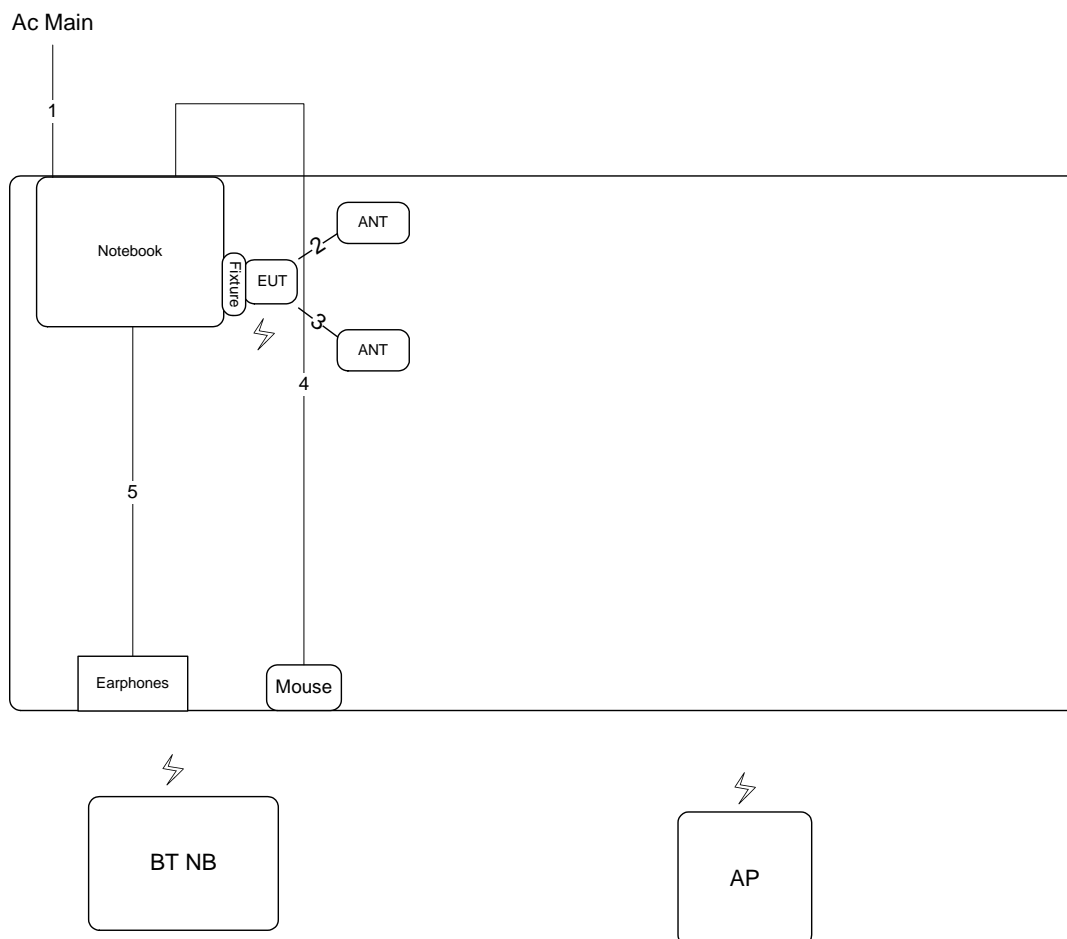 Ac Main
1
Notebook
Fixture
EUT
2
ANT
3
ANT
4
5
Earphones
Mouse
BT NB
AP